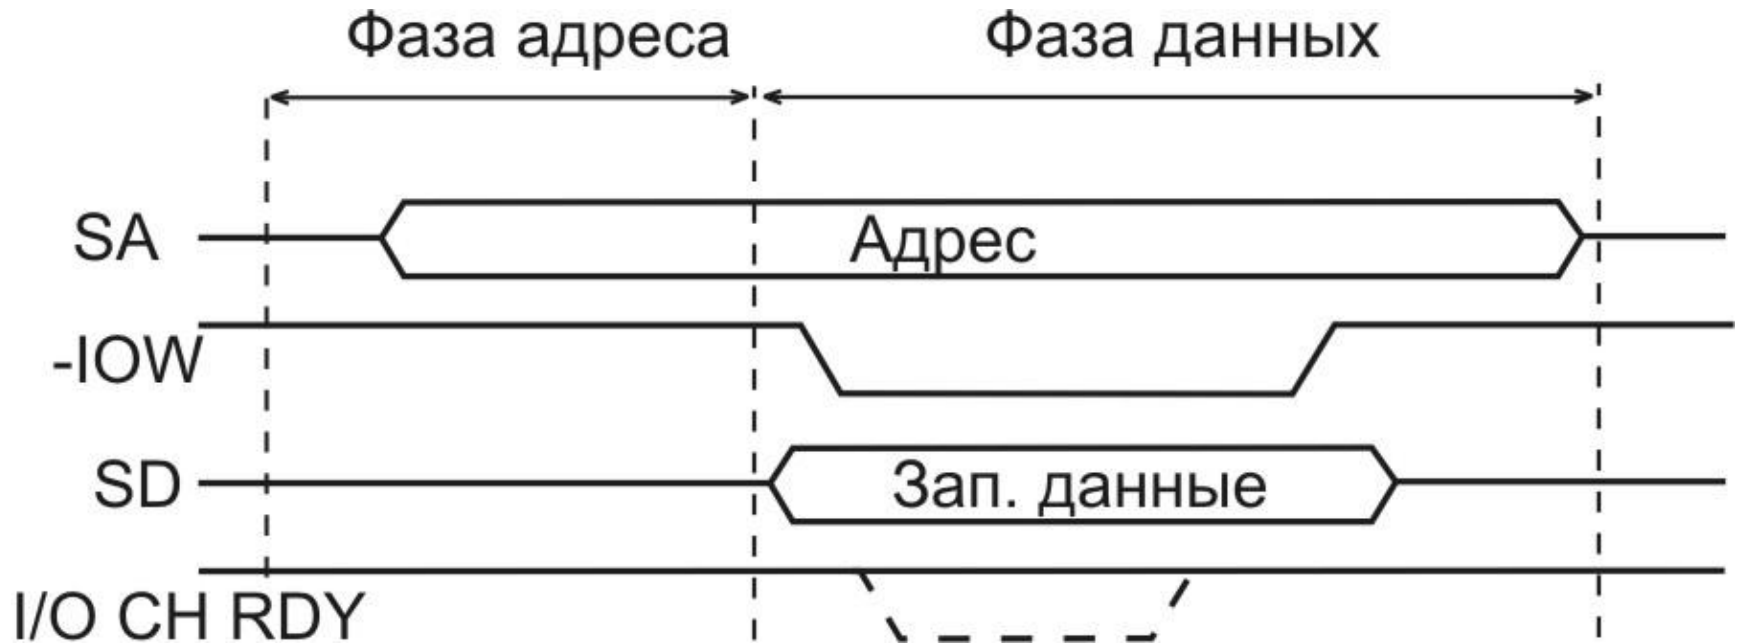 Фаза адреса
Фаза данных
SA
Адрес
-IOW
SD
Зап. данные
I/O CH RDY